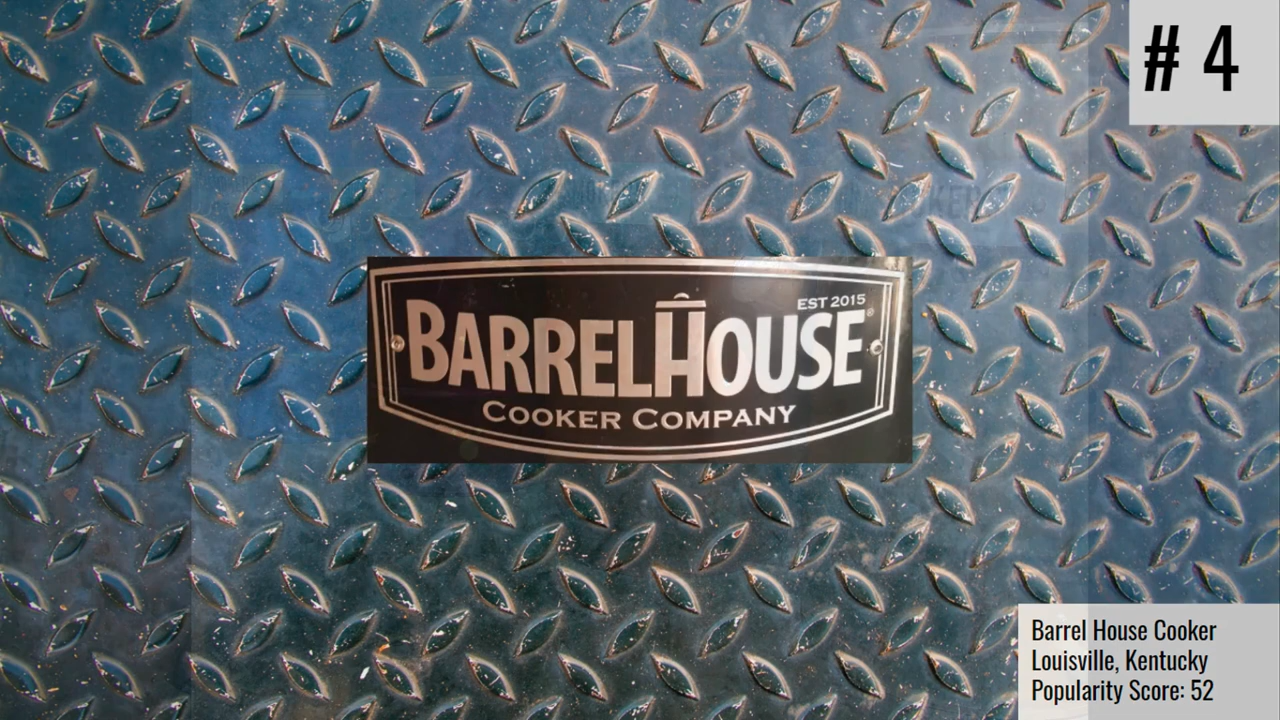 # 4
EST 2015
BARRELHOUSE®
COOKER COMPANY
Barrel House Cooker
Louisville, Kentucky
Popularity Score: 52